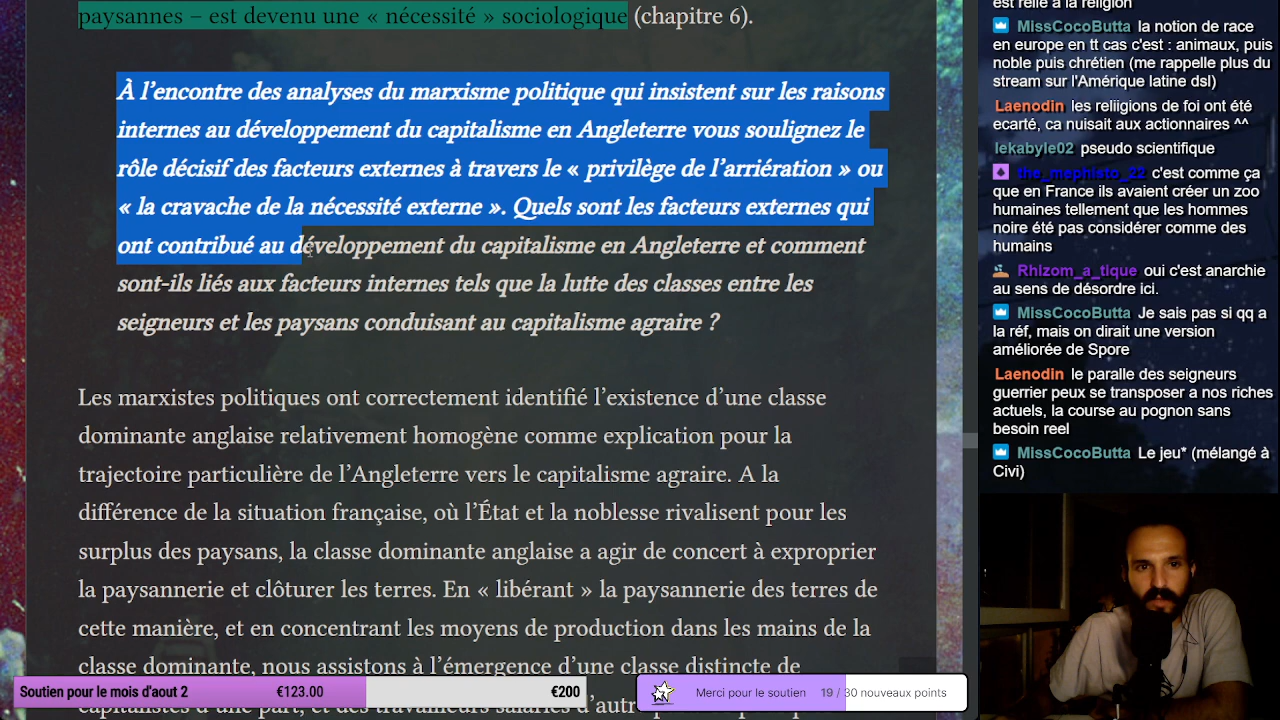 paysannes – est devenu une « nécessité » sociologique (chapitre 6).
À l’encontre des analyses du marxisme politique qui insistent sur les raisons
internes au développement du capitalisme en Angleterre vous soulignez le
rôle décisif des facteurs externes à travers le « privilège de l’arriération » ou
« la cravache de la nécessité externe ». Quels sont les facteurs externes qui
ont contribué au développement du capitalisme en Angleterre et comment
sont-ils liés aux facteurs internes tels que la lutte des classes entre les
seigneurs et les paysans conduisant au capitalisme agraire ?
Les marxistes politiques ont correctement identifié l’existence d’une classe
dominante anglaise relativement homogène comme explication pour la
trajectoire particulière de l’Angleterre vers le capitalisme agraire. A la
différence de la situation française, où l’État et la noblesse rivalisent pour les
surplus des paysans, la classe dominante anglaise a agir de concert à exproprier
la paysannerie et clôturer les terres. En « libérant » la paysannerie des terres de
cette manière, et en concentrant les moyens de production dans les mains de la
classe dominante, nous assistons à l’émergence d’une classe distincte de
capitalistes d’une part, et des travailleurs salariés d’autre
Soutien pour le mois d'aout 2 €123.00 €200
Merci pour le soutien 19 / 30 nouveaux points
est relié à la religion
MissCocoButta la notion de race
en europe en tt cas c'est : animaux, puis
noble puis chrétien (me rappelle plus du
stream sur l'Amérique latine dsl)
Laenodin les reliigions de foi ont été
ecarté, ca nuisait aux actionnaires ^^
lekabyle02 pseudo scientifique
the_mephisto_22 c'est comme ça
que en France ils avaient créer un zoo
humaines tellement que les hommes
noire été pas considérer comme des
humains
Rhizom_a_tique oui c'est anarchie
au sens de désordre ici.
MissCocoButta Je sais pas si qq a
la réf, mais on dirait une version
améliorée de Spore
Laenodin le paralle des seigneurs
guerrier peux se transposer a nos riches
actuels, la course au pognon sans
besoin reel
MissCocoButta Le jeu* (mélangé à
Civi)